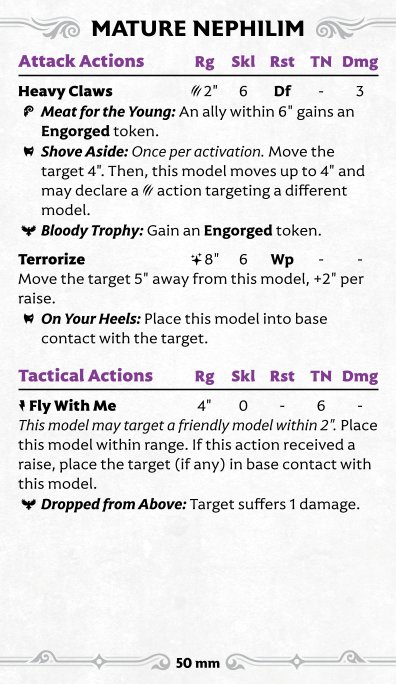 MATURE NEPHILIM
Attack Actions Rg Skl Rst TN Dmg
Heavy Claws 2" 6 Df - 3
Meat for the Young: An ally within 6" gains an
Engorged token.
Shove Aside: Once per activation. Move the
target 4". Then, this model moves up to 4" and
may declare a action targeting a different
model.
Bloody Trophy: Gain an Engorged token.
Terrorize 8" 6 Wp - -
Move the target 5" away from this model, +2" per
raise.
On Your Heels: Place this model into base
contact with the target.
Tactical Actions Rg Skl Rst TN Dmg
Fly With Me 4" 0 - 6 -
This model may target a friendly model within 2". Place
this model within range. If this action received a
raise, place the target (if any) in base contact with
this model.
Dropped from Above: Target suffers 1 damage.
50 mm